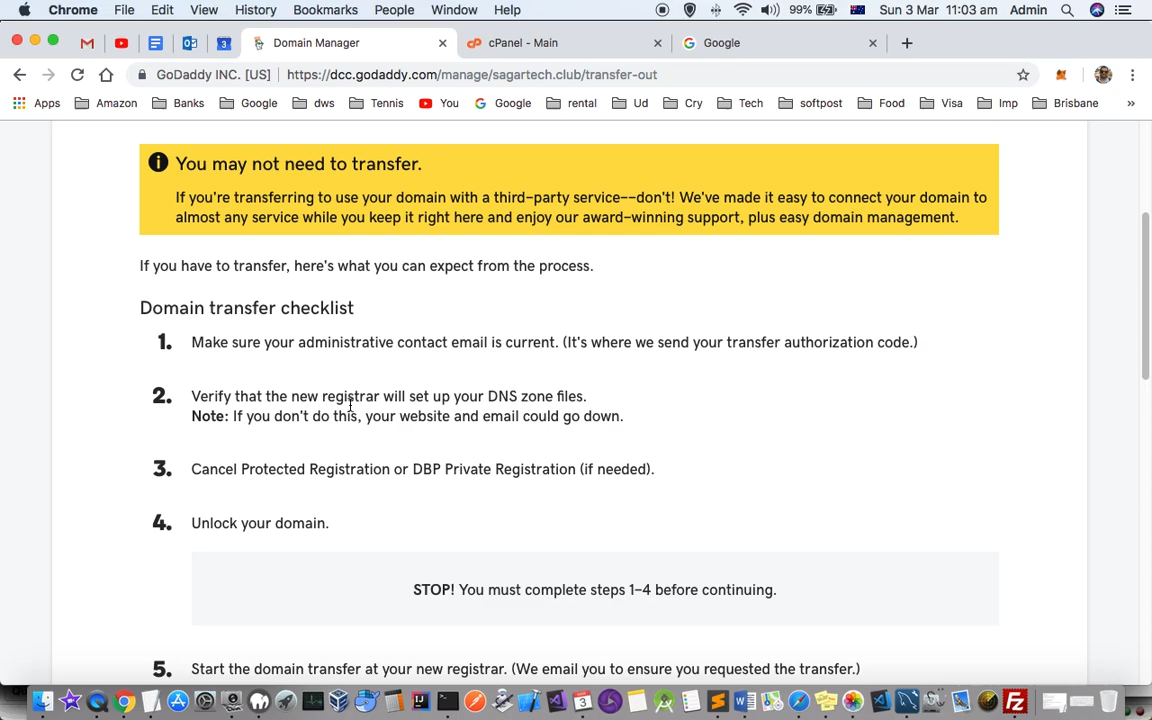 Chrome File Edit View History Bookmarks People Window Help 99% Sun 3 Mar 11:03 am Admin
Domain Manager cPanel - Main Google
GoDaddy INC. [US] https://dcc.godaddy.com/manage/sagartech.club/transfer-out
Apps Amazon Banks Google dws Tennis You Google rental Ud Cry Tech softpost Food Visa Imp Brisbane »
You may not need to transfer.
If you're transferring to use your domain with a third-party service--don't! We've made it easy to connect your domain to
almost any service while you keep it right here and enjoy our award-winning support, plus easy domain management.
If you have to transfer, here's what you can expect from the process.
Domain transfer checklist
1. Make sure your administrative contact email is current. (It's where we send your transfer authorization code.)
2. Verify that the new registrar will set up your DNS zone files.
Note: If you don't do this, your website and email could go down.
3. Cancel Protected Registration or DBP Private Registration (if needed).
4. Unlock your domain.
STOP! You must complete steps 1-4 before continuing.
5. Start the domain transfer at your new registrar. (We email you to ensure you requested the transfer.)